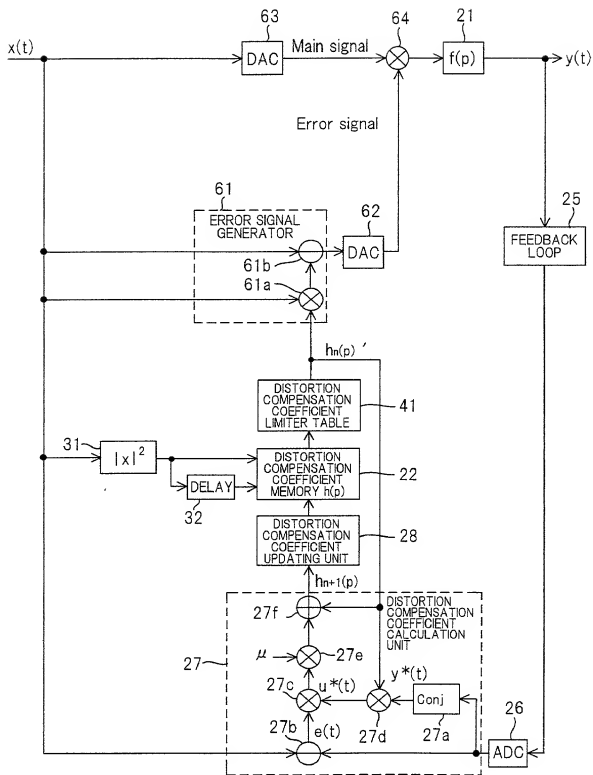 63
64
21
x(t)
DAC
Main signal
f(p)
y(t)
Error signal
25
61
62
FEEDBACK
LOOP
ERROR SIGNAL
GENERATOR
DAC
61b
61a
hn(p)'
DISTORTION
COMPENSATION
COEFFICIENT
LIMITER TABLE
41
31
|x|²
DISTORTION
COMPENSATION
COEFFICIENT
MEMORY h(p)
22
DELAY
32
DISTORTION
COMPENSATION
COEFFICIENT
UPDATING UNIT
28
hn+1(p)
27f
DISTORTION
COMPENSATION
COEFFICIENT
CALCULATION
UNIT
27
μ
27e
y*(t)
27c
u*(t)
Conj
26
27d
27a
27b
e(t)
ADC